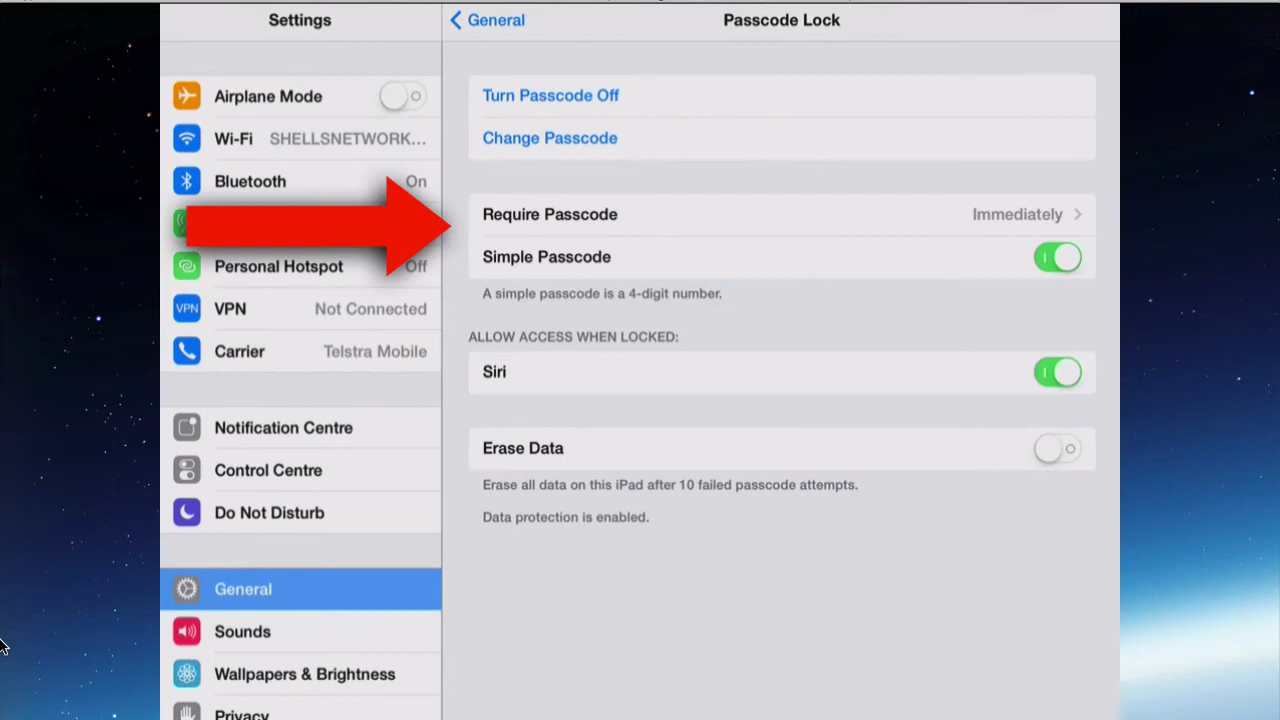 Settings
Airplane Mode
Wi-Fi SHELLSNETWORK...
Bluetooth On
Personal Hotspot Off
VPN VPN Not Connected
Carrier Telstra Mobile
Notification Centre
Control Centre
Do Not Disturb
General
Sounds
Wallpapers & Brightness
Privacy
General
Passcode Lock
Turn Passcode Off
Change Passcode
Require Passcode Immediately
Simple Passcode
A simple passcode is a 4-digit number.
ALLOW ACCESS WHEN LOCKED:
Siri
Erase Data
Erase all data on this iPad after 10 failed passcode attempts.
Data protection is enabled.